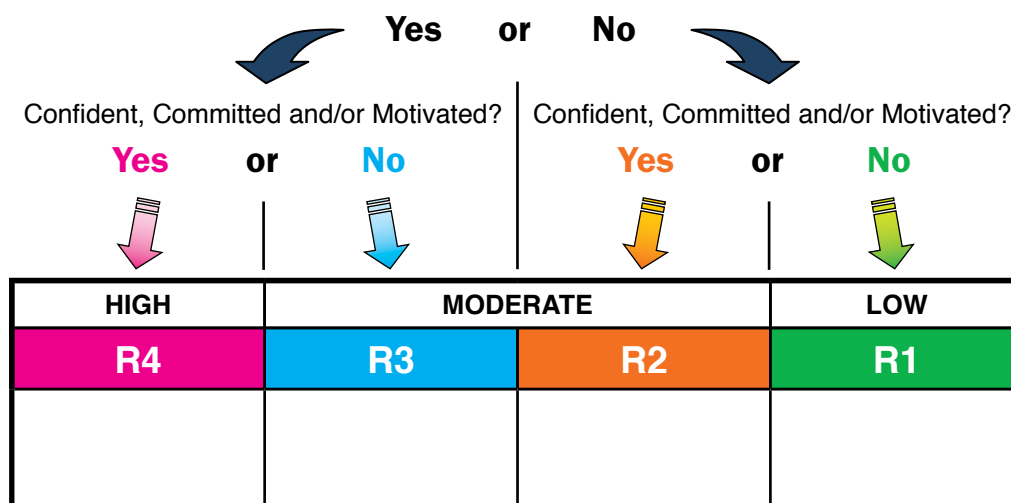 Yes or No
Confident, Committed and/or Motivated? Confident, Committed and/or Motivated?
Yes or No Yes or No
HIGH MODERATE LOW
R4 R3 R2 R1